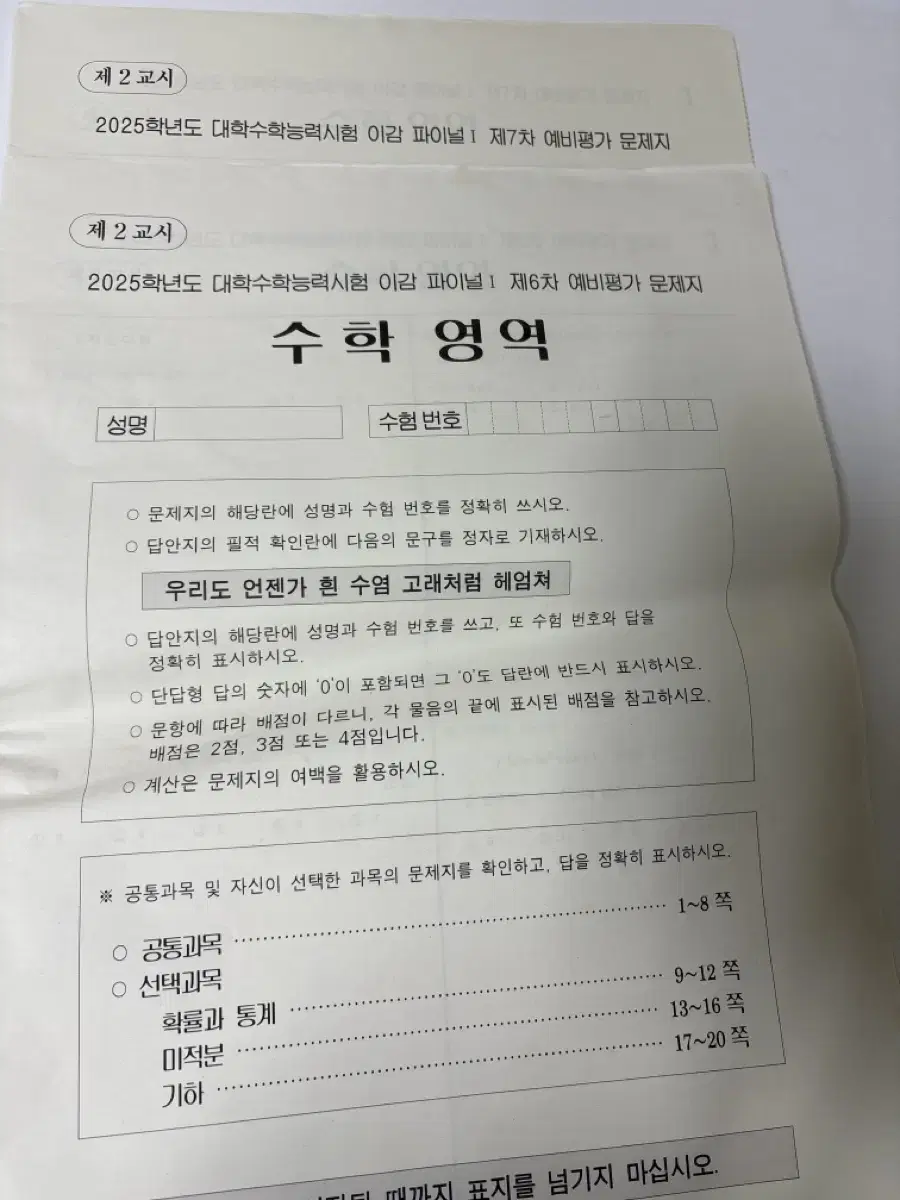 제 2 교시
2025학년도 대학수학능력시험 이감 파이널 I 제7차 예비평가 문제지
제 2 교시
2025학년도 대학수학능력시험 이감 파이널 I 제6차 예비평가 문제지
수학 영역
성명
수험 번호
–
○ 문제지의 해당란에 성명과 수험 번호를 정확히 쓰시오.
○ 답안지의 필적 확인란에 다음의 문구를 정자로 기재하시오.
우리도 언젠가 흰 수염 고래처럼 헤엄쳐
○ 답안지의 해당란에 성명과 수험 번호를 쓰고, 또 수험 번호와 답을
정확히 표시하시오.
○ 단답형 답의 숫자에 ‘0’이 포함되면 그 ‘0’도 답란에 반드시 표시하시오.
○ 문항에 따라 배점이 다르니, 각 물음의 끝에 표시된 배점을 참고하시오.
배점은 2점, 3점 또는 4점입니다.
○ 계산은 문제지의 여백을 활용하시오.
※ 공통과목 및 자신이 선택한 과목의 문제지를 확인하고, 답을 정확히 표시하시오.
○ 공통과목 1~8 쪽
○ 선택과목
확률과 통계 9~12 쪽
미적분 13~16 쪽
기하 17~20 쪽
때까지 표지를 넘기지 마십시오.